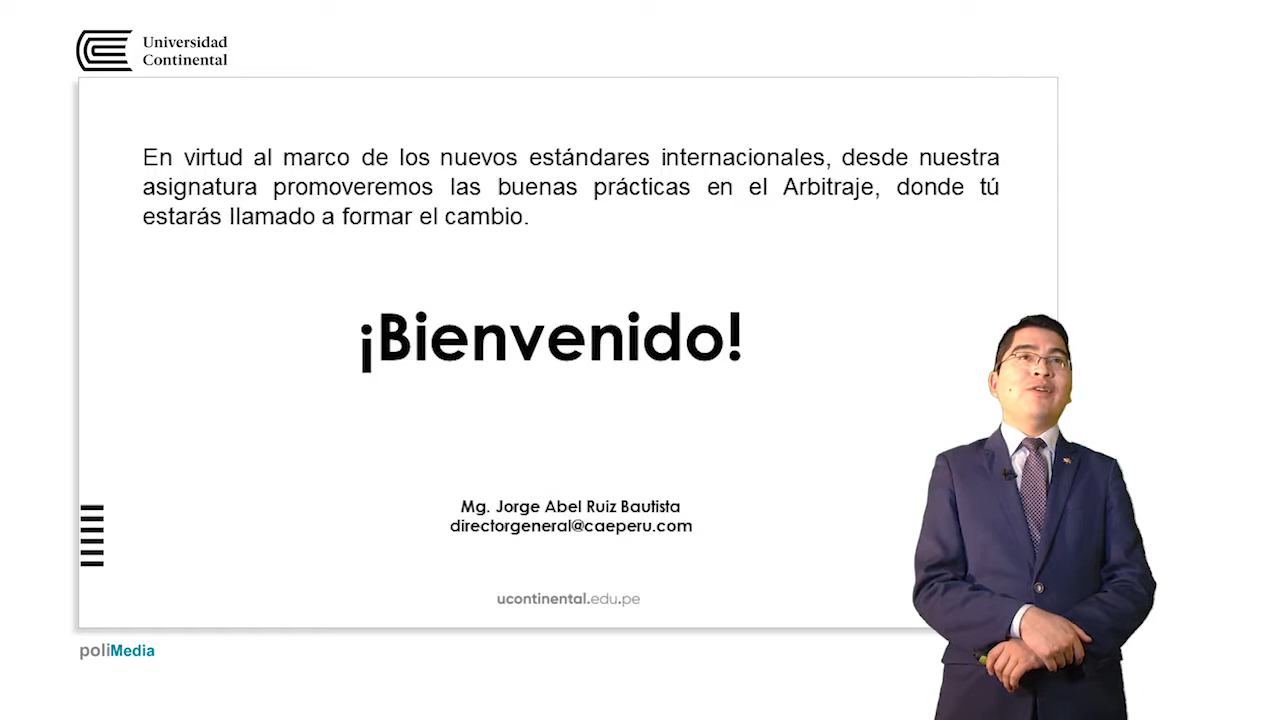 Universidad
Continental
En virtud al marco de los nuevos estándares internacionales, desde nuestra
asignatura promoveremos las buenas prácticas en el Arbitraje, donde tú
estarás llamado a formar el cambio.
¡Bienvenido!
Mg. Jorge Abel Ruiz Bautista
directorgeneral@caeperu.com
ucontinental.edu.pe
poliMedia